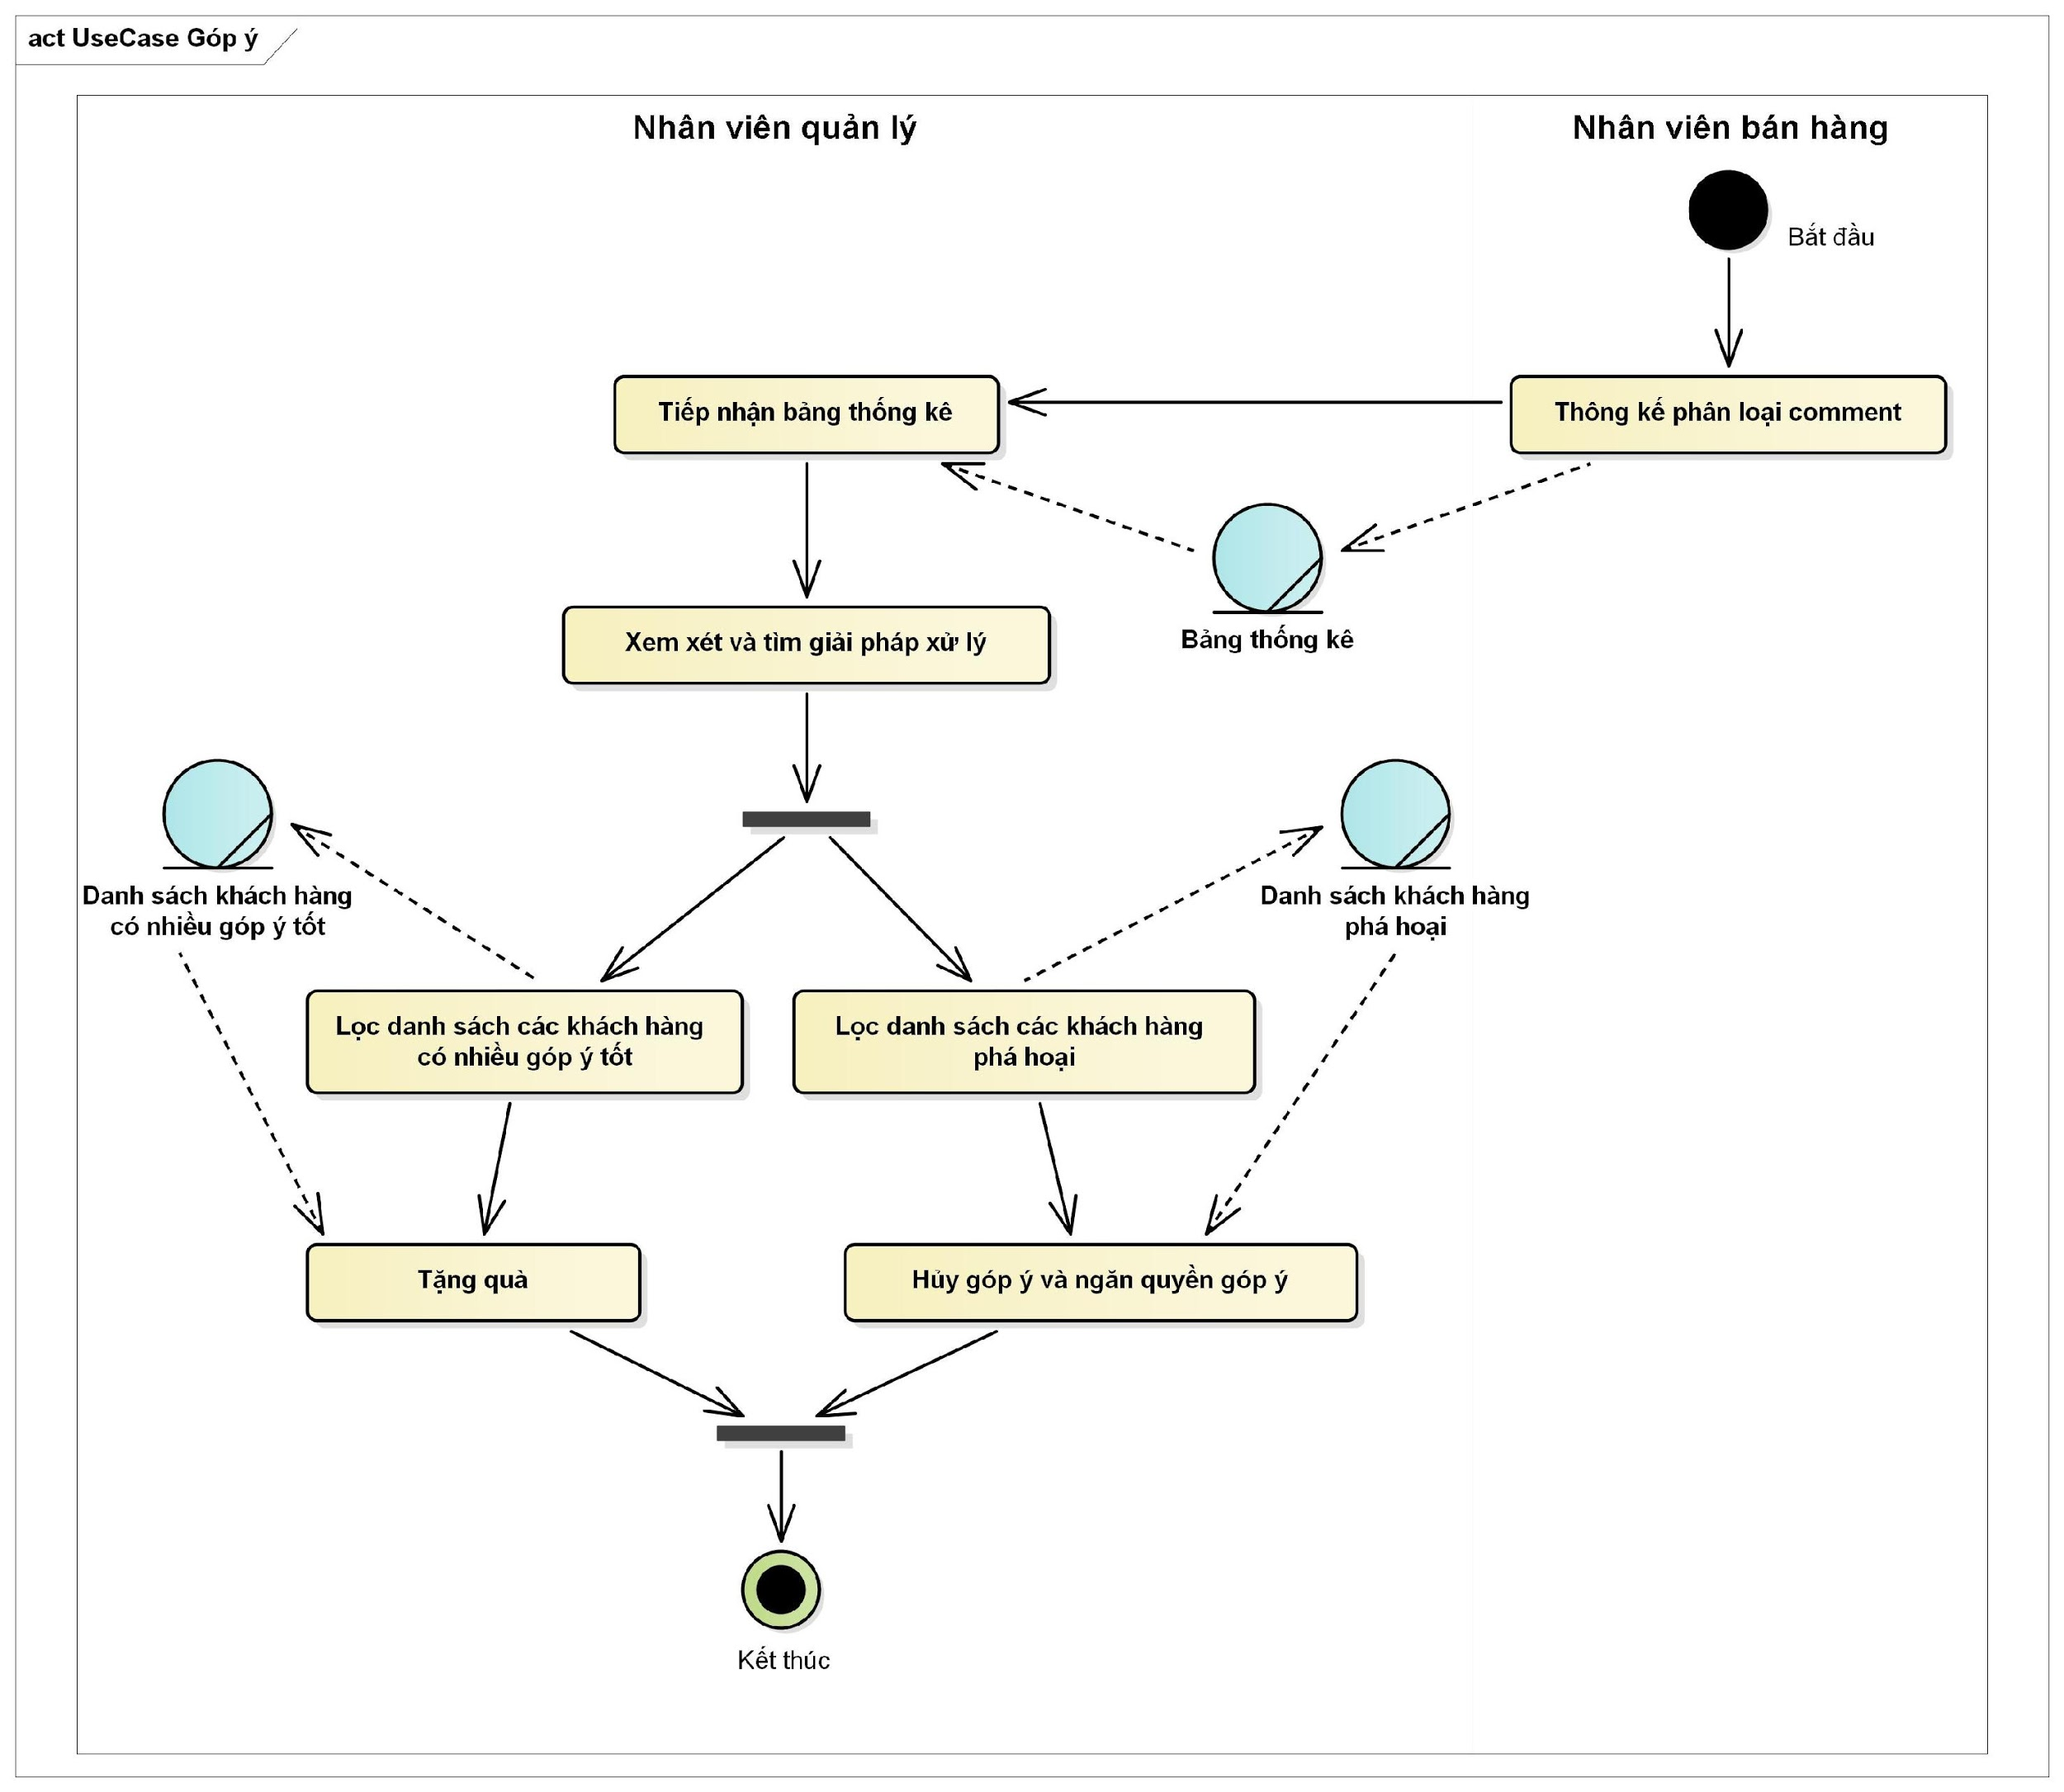 act UseCase Góp ý
Nhân viên quản lý
Nhân viên bán hàng
Bắt đầu
Tiếp nhận bảng thống kê
Thông kế phân loại comment
Bảng thống kê
Xem xét và tìm giải pháp xử lý
Danh sách khách hàng
có nhiều góp ý tốt
Danh sách khách hàng
phá hoại
Lọc danh sách các khách hàng
có nhiều góp ý tốt
Lọc danh sách các khách hàng
phá hoại
Tặng quà
Hủy góp ý và ngăn quyền góp ý
Kết thúc